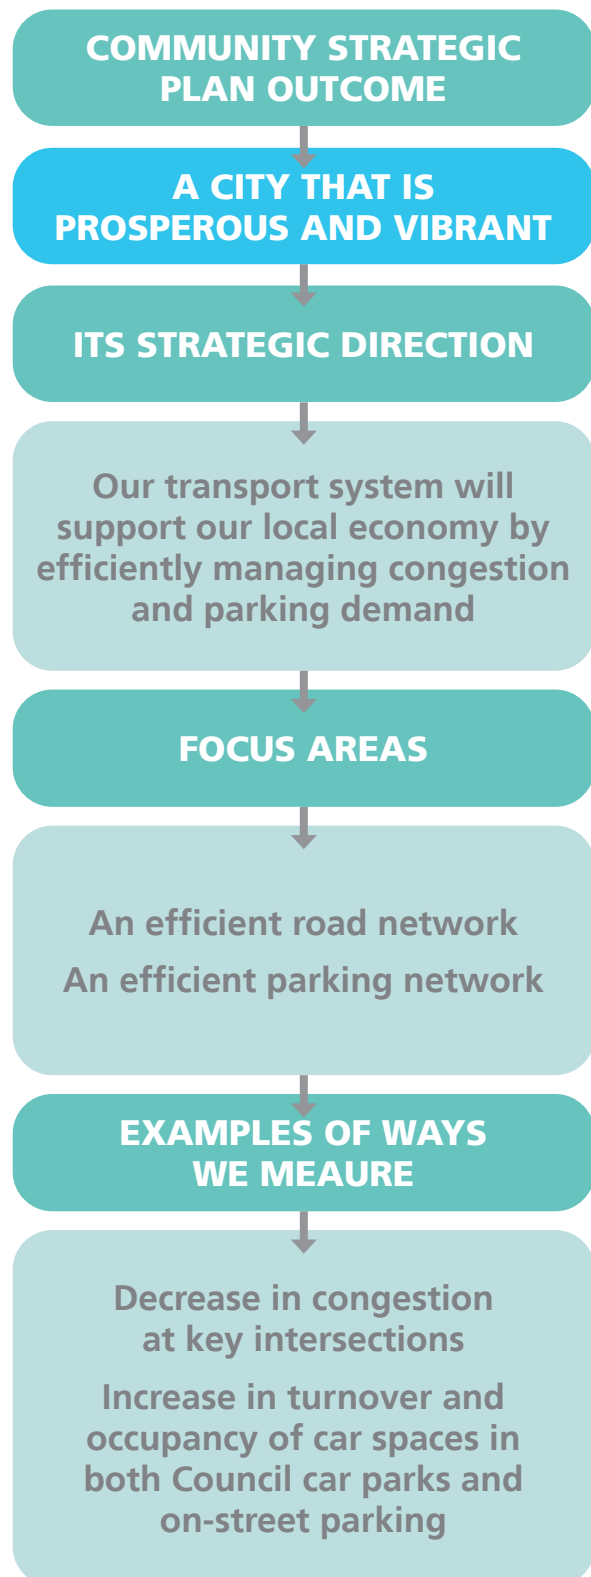 COMMUNITY STRATEGIC
PLAN OUTCOME
A CITY THAT IS
PROSPEROUS AND VIBRANT
ITS STRATEGIC DIRECTION
Our transport system will
support our local economy by
efficiently managing congestion
and parking demand
FOCUS AREAS
An efficient road network
An efficient parking network
EXAMPLES OF WAYS
WE MEAURE
Decrease in congestion
at key intersections
Increase in turnover and
occupancy of car spaces in
both Council car parks and
on-street parking